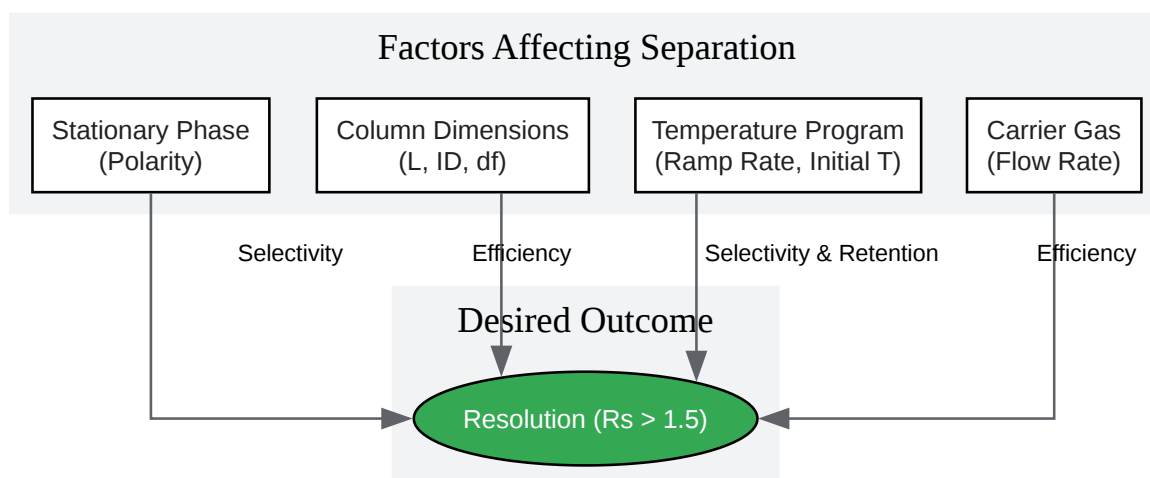 Factors Affecting Separation
Stationary Phase
(Polarity)
Column Dimensions
(L, ID, df)
Temperature Program
(Ramp Rate, Initial T)
Carrier Gas
(Flow Rate)
Selectivity
Efficiency
Selectivity & Retention
Efficiency
Desired Outcome
Resolution (Rs > 1.5)